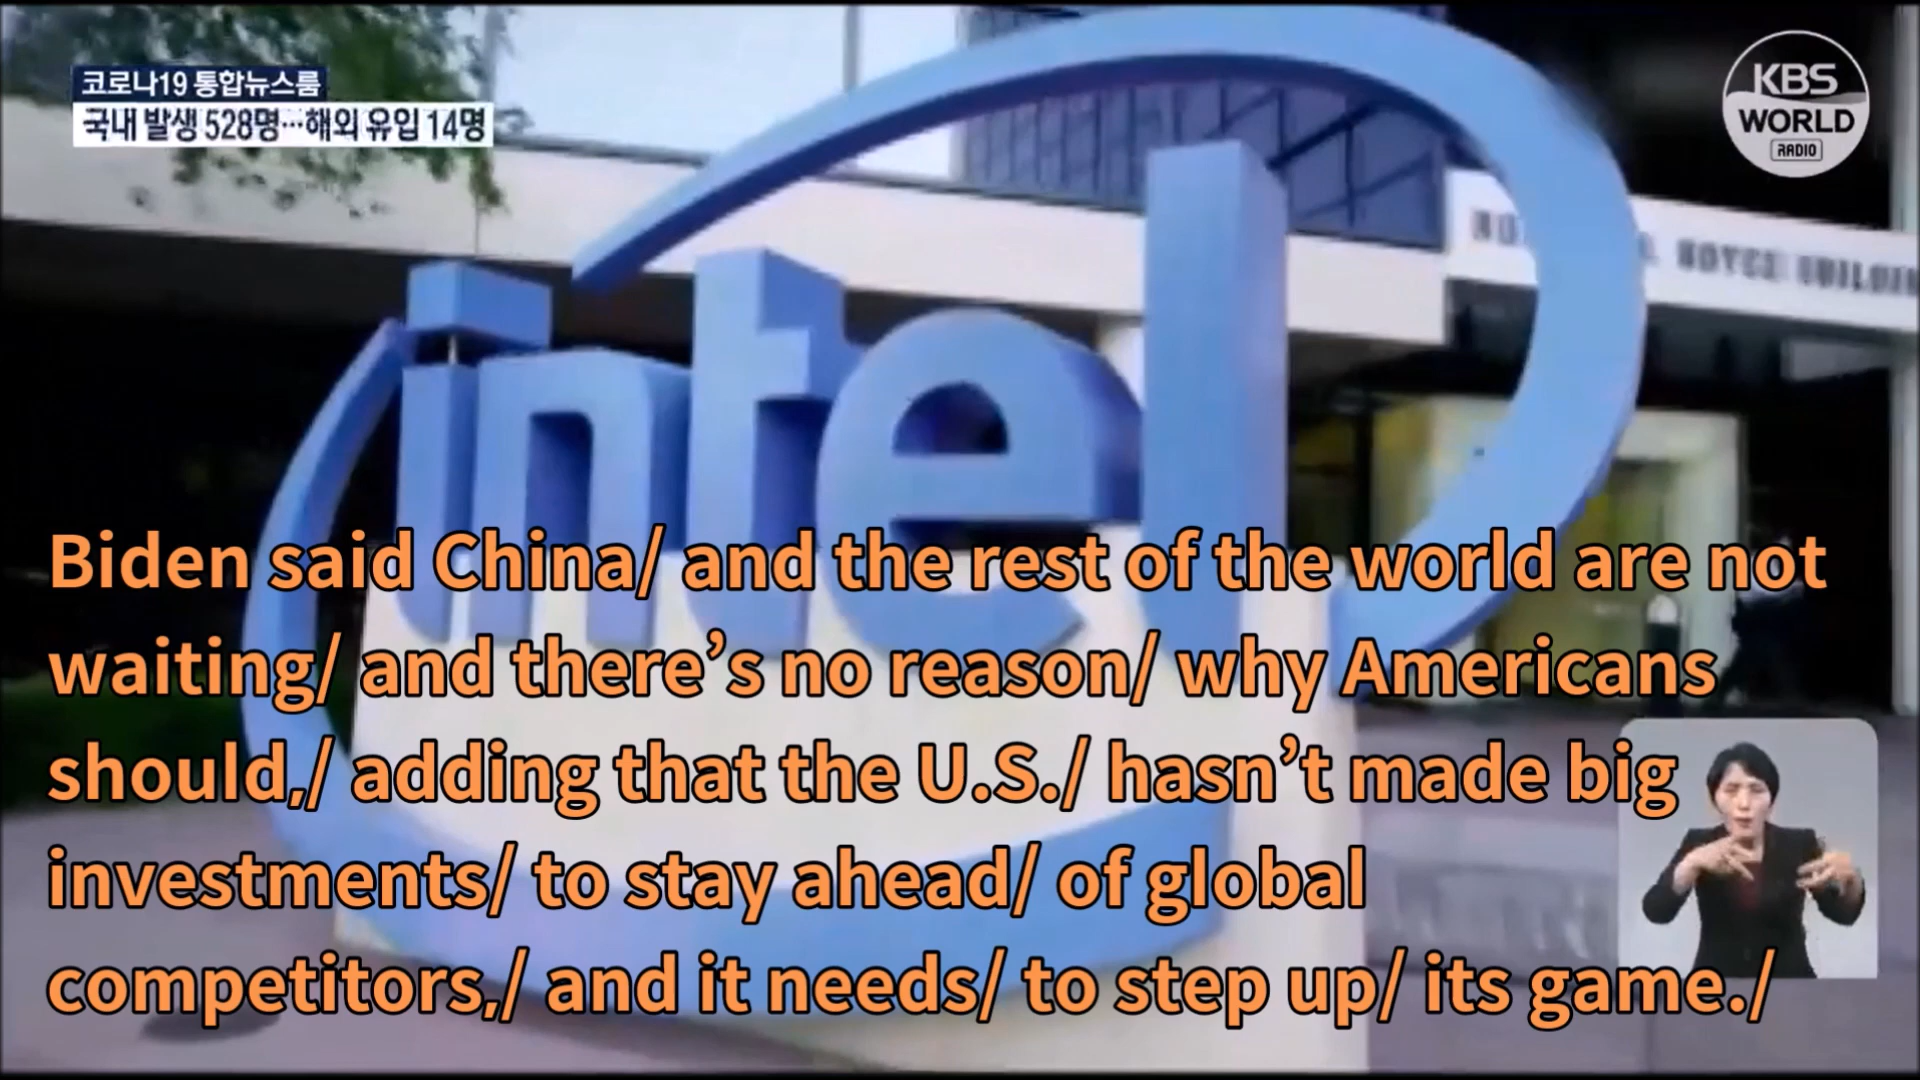 코로나19 통합뉴스룸
국내 발생 528명…해외 유입 14명
KBS
WORLD
RADIO
intel
Biden said China/ and the rest of the world are not
waiting/ and there’s no reason/ why Americans
should,/ adding that the U.S./ hasn’t made big
investments/ to stay ahead/ of global
competitors,/ and it needs/ to step up/ its game./